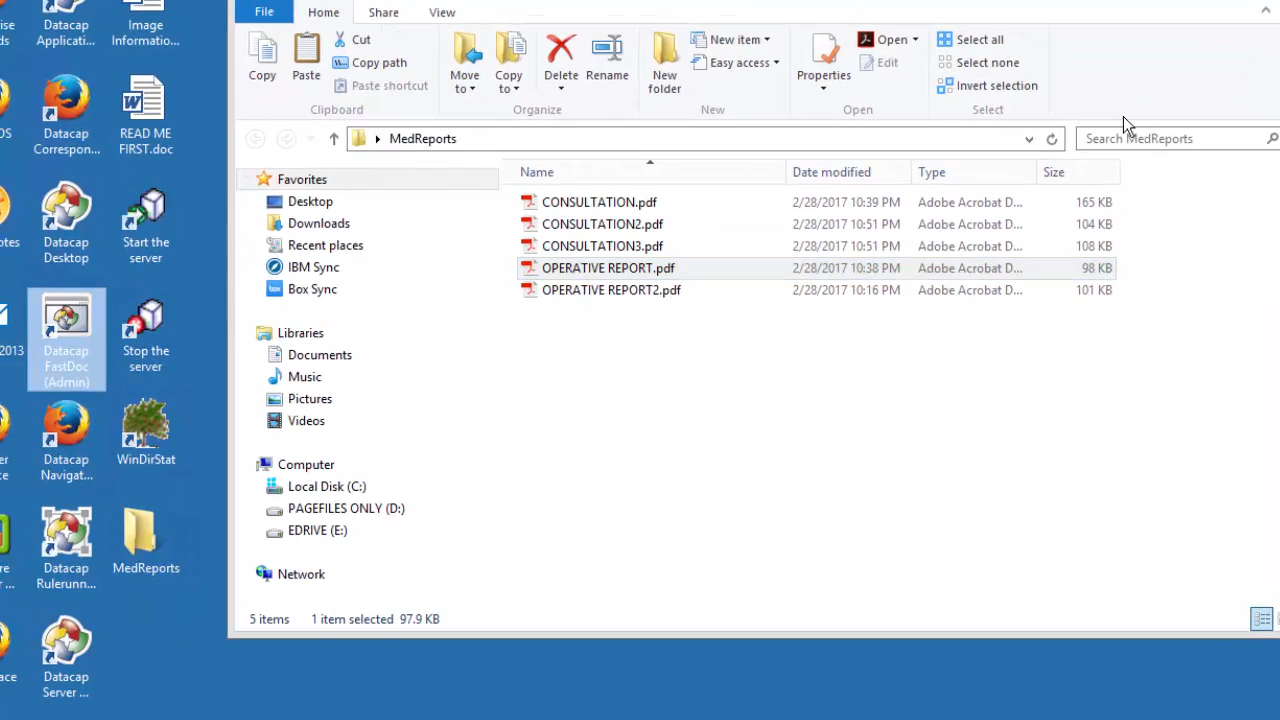 File Home Share View
Cut
Copy path
Paste shortcut
Copy
Paste
Clipboard
Move to
Copy to
Delete
Rename
Organize
New folder
New item
Easy access
New
Properties
Open
Edit
Open
Select all
Select none
Invert selection
Select
MedReports
Search MedReports
Favorites
Desktop
Downloads
Recent places
IBM Sync
Box Sync
Libraries
Documents
Music
Pictures
Videos
Computer
Local Disk (C:)
PAGEFILES ONLY (D:)
EDRIVE (E:)
Network
Name Date modified Type Size
CONSULTATION.pdf 2/28/2017 10:39 PM Adobe Acrobat D... 165 KB
CONSULTATION2.pdf 2/28/2017 10:51 PM Adobe Acrobat D... 104 KB
CONSULTATION3.pdf 2/28/2017 10:51 PM Adobe Acrobat D... 108 KB
OPERATIVE REPORT.pdf 2/28/2017 10:38 PM Adobe Acrobat D... 98 KB
OPERATIVE REPORT2.pdf 2/28/2017 10:16 PM Adobe Acrobat D... 101 KB
5 items 1 item selected 97.9 KB
Datacap
Applicati...
Image
Informatio...
Datacap
Correspon...
READ ME
FIRST.doc
Datacap
Desktop
Start the
server
Datacap
FastDoc
(Admin)
Stop the
server
2013
Datacap
Navigat...
WinDirStat
Datacap
Rulerunn...
MedReports
Datacap
Server ...